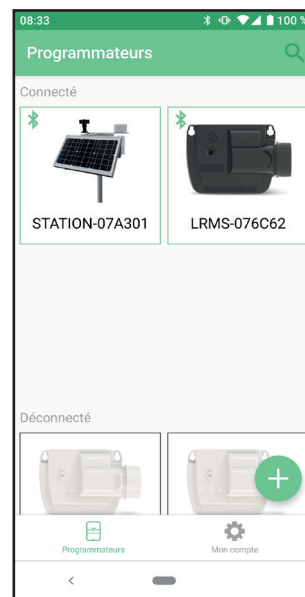 08:33 100 %
Programmateurs
Connecté
STATION-07A301 LRMS-076C62
Déconnecté
Programmateurs Mon compte